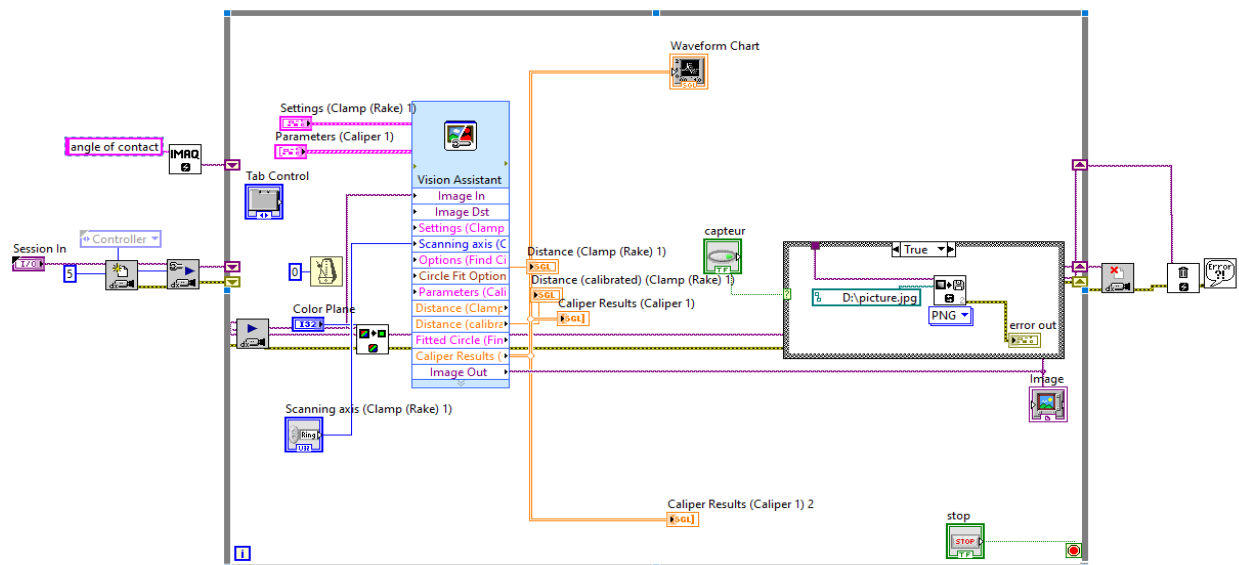 Waveform Chart
Settings (Clamp (Rake) 1)
Parameters (Caliper 1)
angle of contact
IMAQ
Tab Control
Vision Assistant
Image In
Image Dst
Settings (Clamp
Scanning axis (C
Options (Find Ci
Circle Fit Option
Parameters (Cali
Distance (Clamp
Distance (calibra
Fitted Circle (Fin
Caliper Results (
Image Out
Controller
Session In
I/O
5
0
Color Plane
I32
Scanning axis (Clamp (Rake) 1)
Ring
U32
Distance (Clamp (Rake) 1)
SGL
Distance (calibrated) (Clamp (Rake) 1)
SGL
Caliper Results (Caliper 1)
SGL]
capteur
TF
True
D:\picture.jpg
2
PNG
error out
Image
Error
?!
Caliper Results (Caliper 1) 2
SGL]
stop
STOP
TF
i
SGL